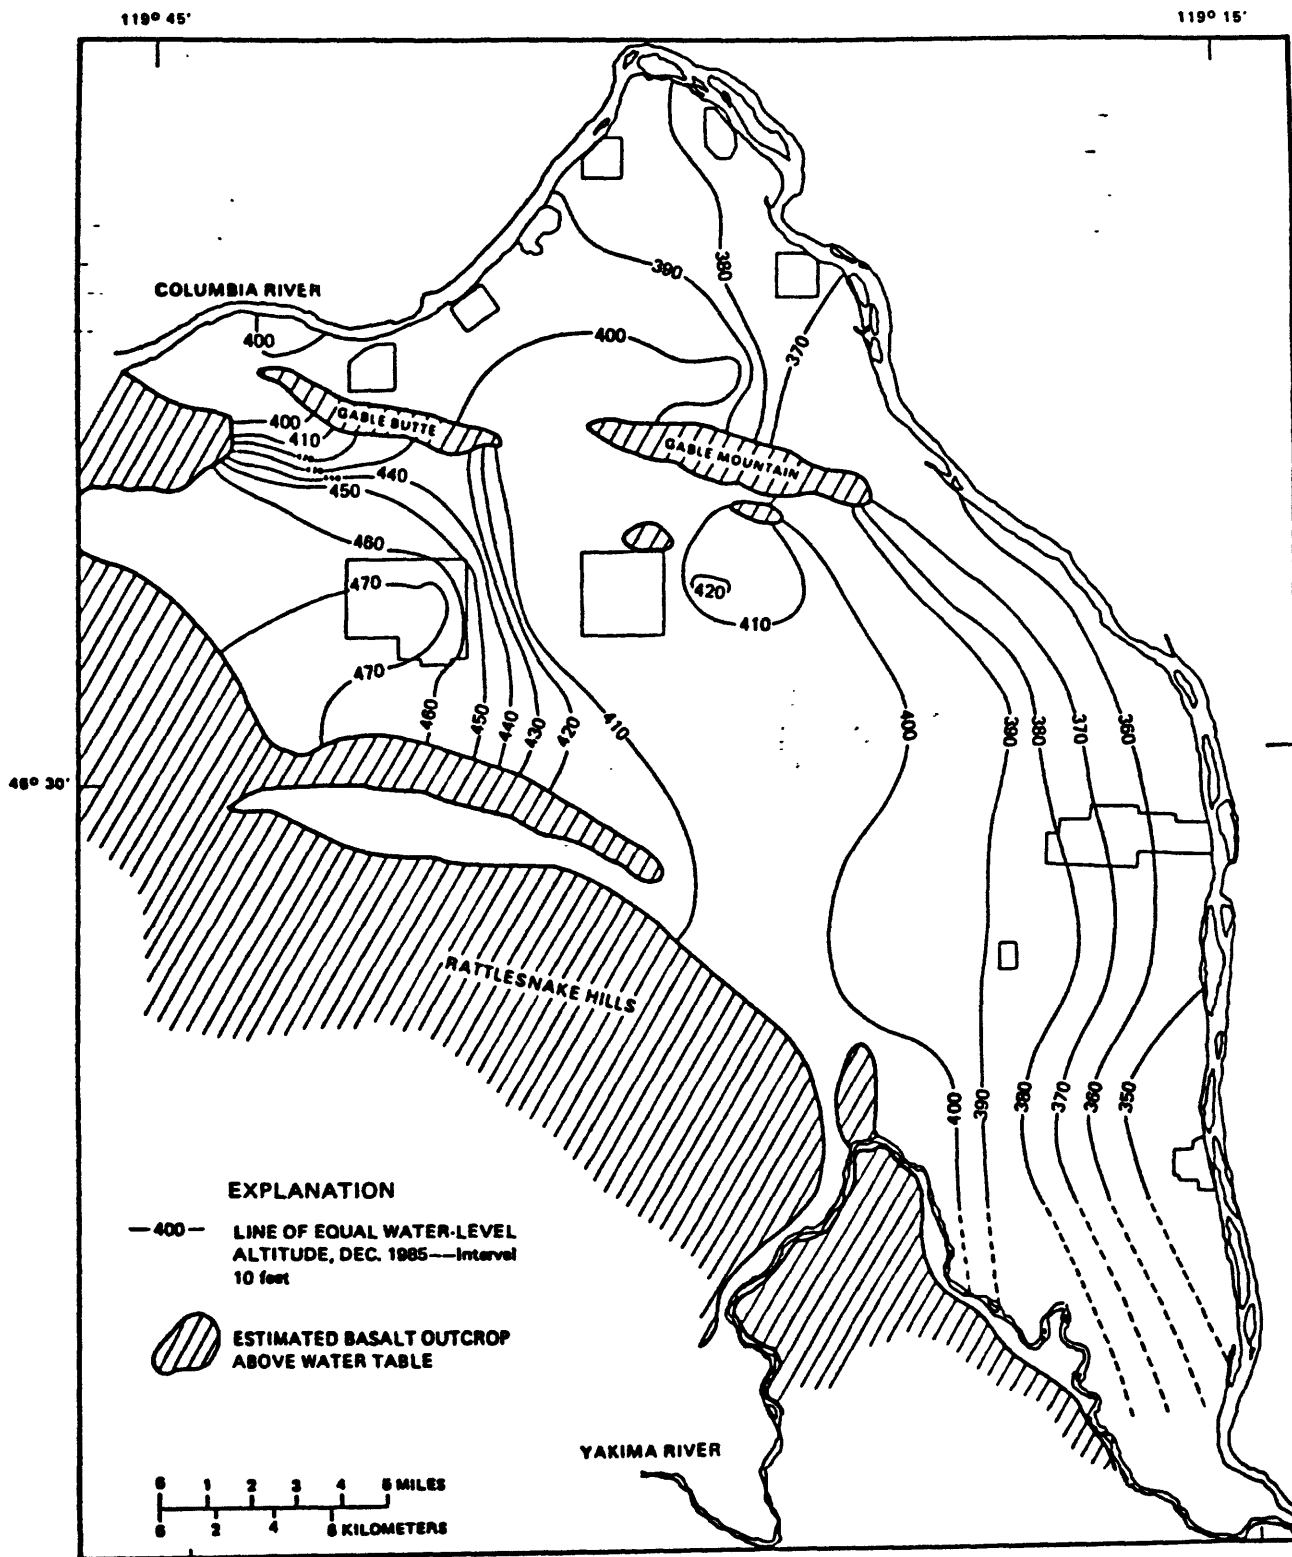 119° 45'
119° 15'
COLUMBIA RIVER
390
380
400
400
370
400
410
GABLE BUTTE
GABLE MOUNTAIN
440
450
460
470
420
410
470
460
450
440
430
420
410
400
390
380
370
360
46° 30'
RATTLESNAKE HILLS
400
390
380
370
360
350
EXPLANATION
—400— LINE OF EQUAL WATER-LEVEL
ALTITUDE, DEC. 1985——Interval
10 feet
ESTIMATED BASALT OUTCROP
ABOVE WATER TABLE
YAKIMA RIVER
1 2 3 4 5 MILES
2 4 6 KILOMETERS